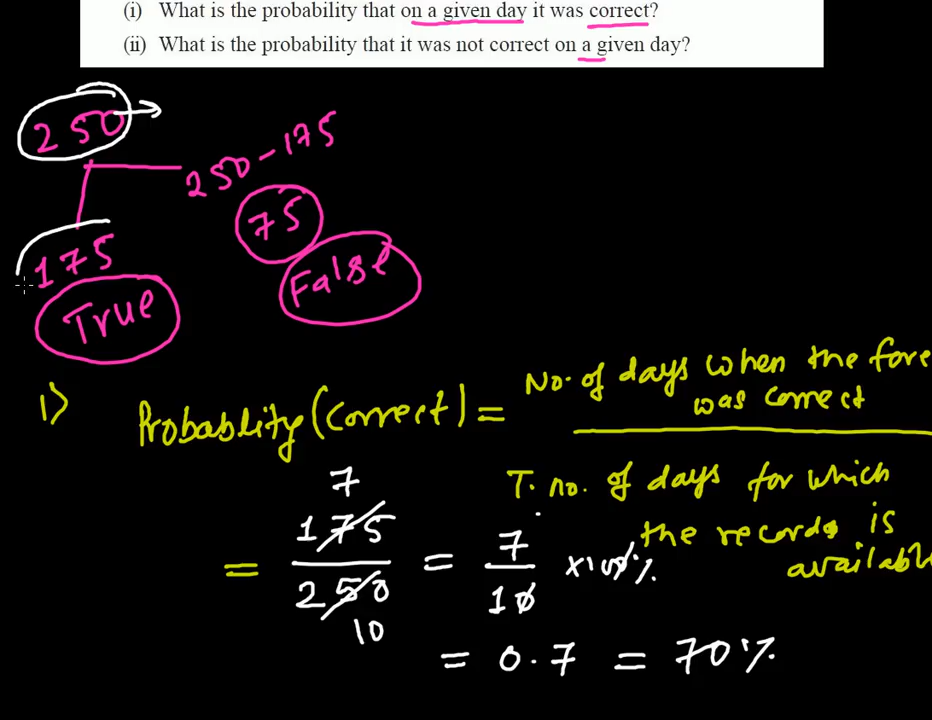 (i) What is the probability that on a given day it was correct?
(ii) What is the probability that it was not correct on a given day?
250
250-175
75
175
False
True
1)
No. of days when the fore
was correct
Probablity (correct) =
T. no. of days for which
the records is
available
7
= 175/250 = 7/10 x100%
10
= 0.7 = 70%